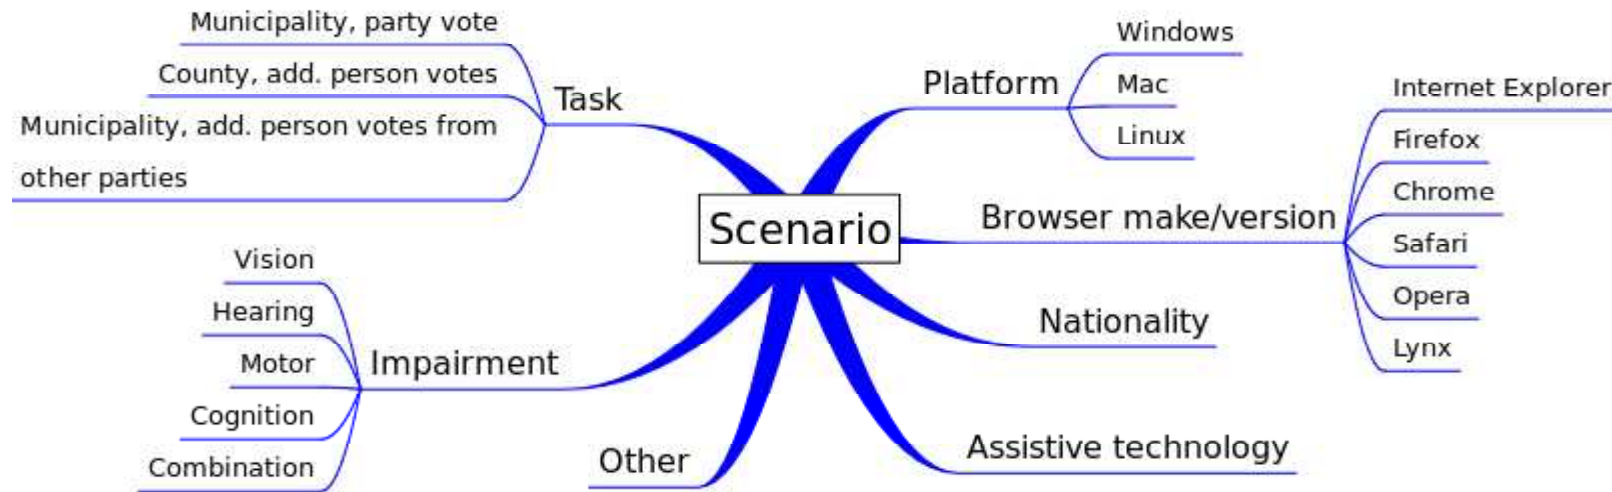 Municipality, party vote
County, add. person votes
Task
Municipality, add. person votes from
other parties
Platform
Windows
Mac
Linux
Internet Explorer
Firefox
Chrome
Safari
Opera
Lynx
Browser make/version
Scenario
Nationality
Vision
Hearing
Motor
Cognition
Combination
Impairment
Other
Assistive technology